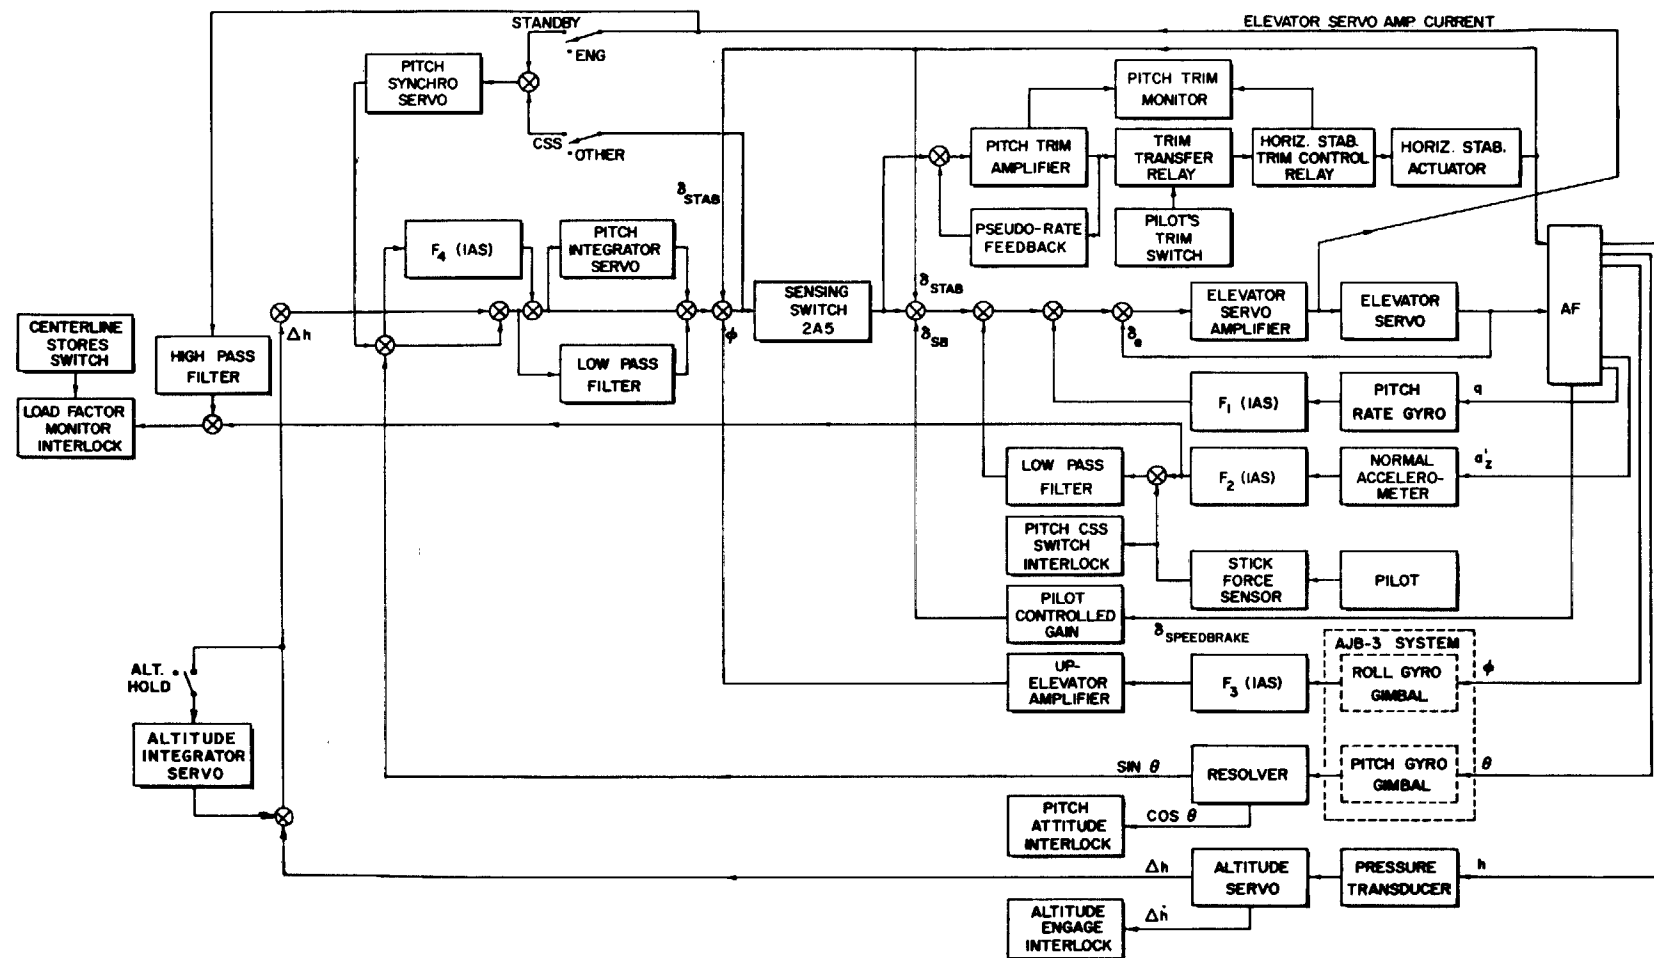 STANDBY
ELEVATOR SERVO AMP CURRENT
°ENG
PITCH
SYNCHRO
SERVO
PITCH TRIM
MONITOR
CSS
°OTHER
PITCH TRIM
AMPLIFIER
TRIM
TRANSFER
RELAY
HORIZ. STAB.
TRIM CONTROL
RELAY
HORIZ. STAB.
ACTUATOR
δSTAB
PSEUDO-RATE
FEEDBACK
PILOT'S
TRIM
SWITCH
F4 (IAS)
PITCH
INTEGRATOR
SERVO
SENSING
SWITCH
2A5
δSTAB
ELEVATOR
SERVO
AMPLIFIER
ELEVATOR
SERVO
AF
CENTERLINE
STORES
SWITCH
Δh
HIGH PASS
FILTER
LOW PASS
FILTER
ϕ
δSB
δe
LOAD FACTOR
MONITOR
INTERLOCK
F1 (IAS)
PITCH
RATE GYRO
q
LOW PASS
FILTER
F2 (IAS)
NORMAL
ACCELERO-
METER
a'z
PITCH CSS
SWITCH
INTERLOCK
STICK
FORCE
SENSOR
PILOT
PILOT
CONTROLLED
GAIN
δSPEEDBRAKE
AJB-3 SYSTEM
ALT.
HOLD
UP-
ELEVATOR
AMPLIFIER
F3 (IAS)
ROLL GYRO
GIMBAL
ϕ
ALTITUDE
INTEGRATOR
SERVO
SIN θ
RESOLVER
PITCH GYRO
GIMBAL
θ
PITCH
ATTITUDE
INTERLOCK
COS θ
Δh
ALTITUDE
SERVO
PRESSURE
TRANSDUCER
h
ALTITUDE
ENGAGE
INTERLOCK
Δḣ